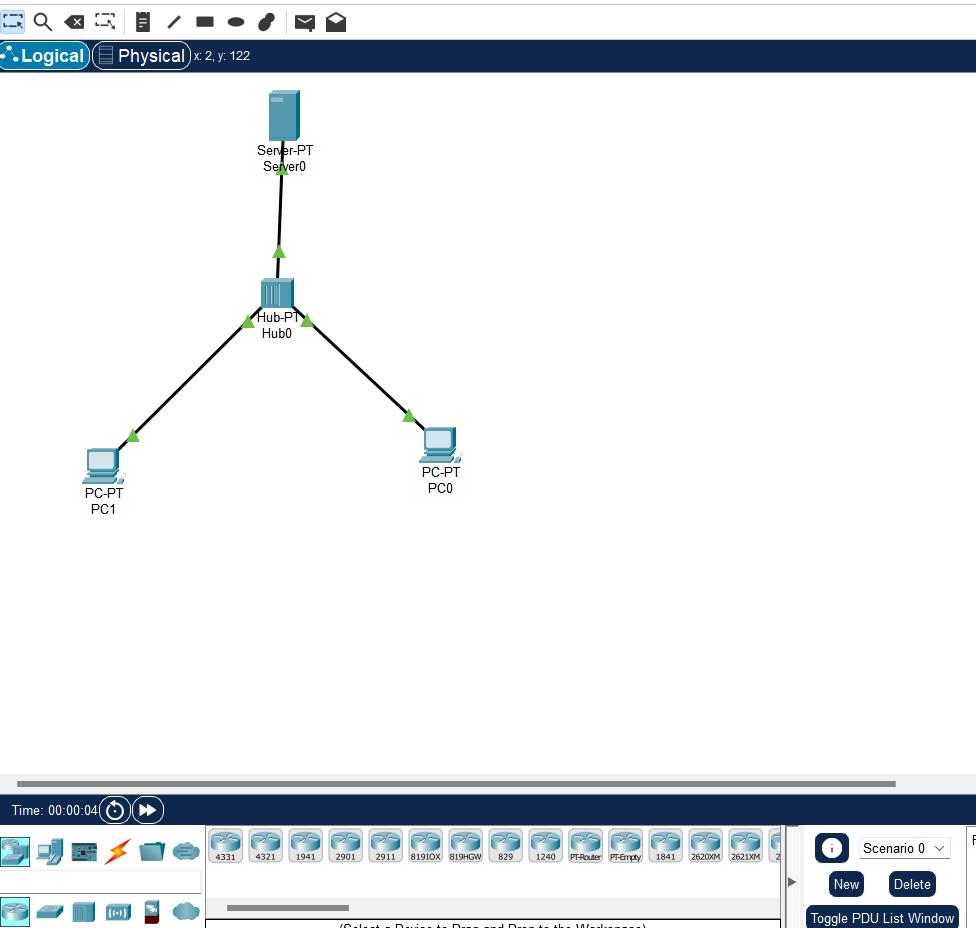 Logical Physical x: 2, y: 122
Server-PT
Server0
Hub-PT
Hub0
PC-PT
PC0
PC-PT
PC1
Time: 00:00:04
4331 4321 1941 2901 2911 819IOX 819HGW 829 1240 PT-Router PT-Empty 1841 2620XM 2621XM 2
Scenario 0
New Delete
Toggle PDU List Window
(Select a Device to Drag and Drop to the Workspace)